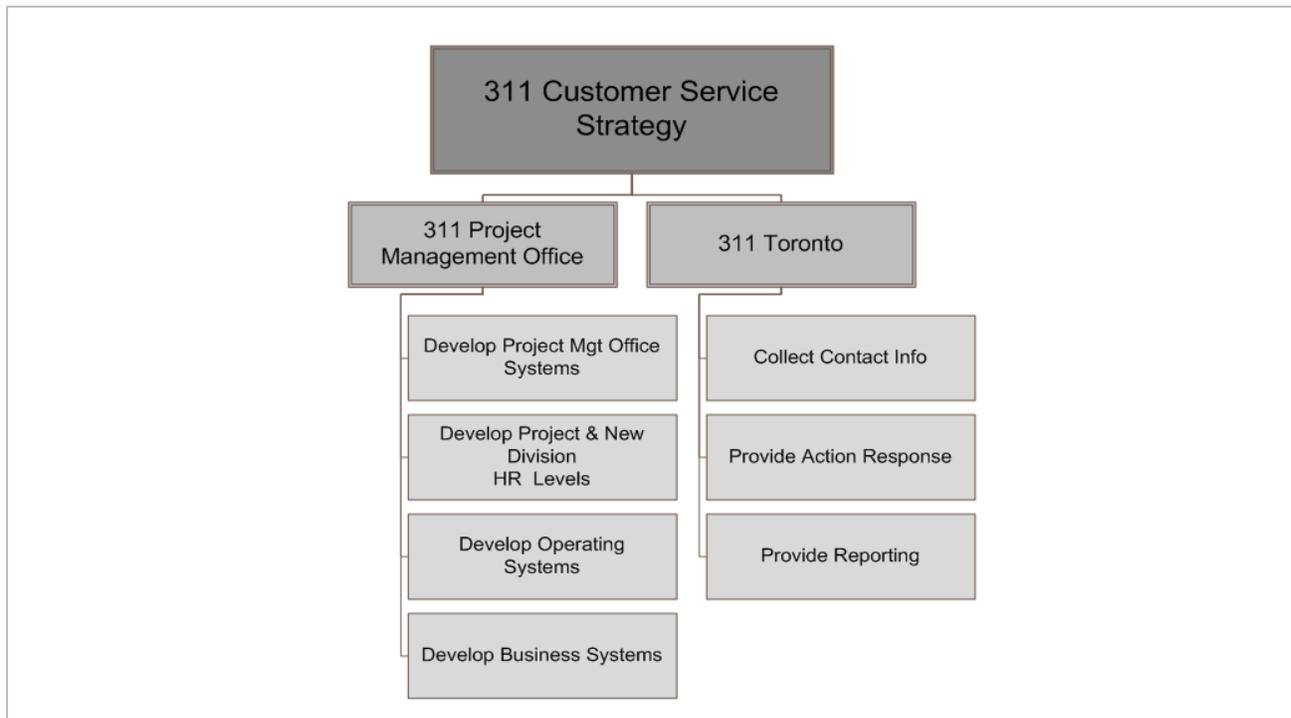 311 Customer Service
Strategy
311 Project
Management Office
311 Toronto
Develop Project Mgt Office
Systems
Develop Project & New
Division
HR  Levels
Develop Operating
Systems
Develop Business Systems
Collect Contact Info
Provide Action Response
Provide Reporting